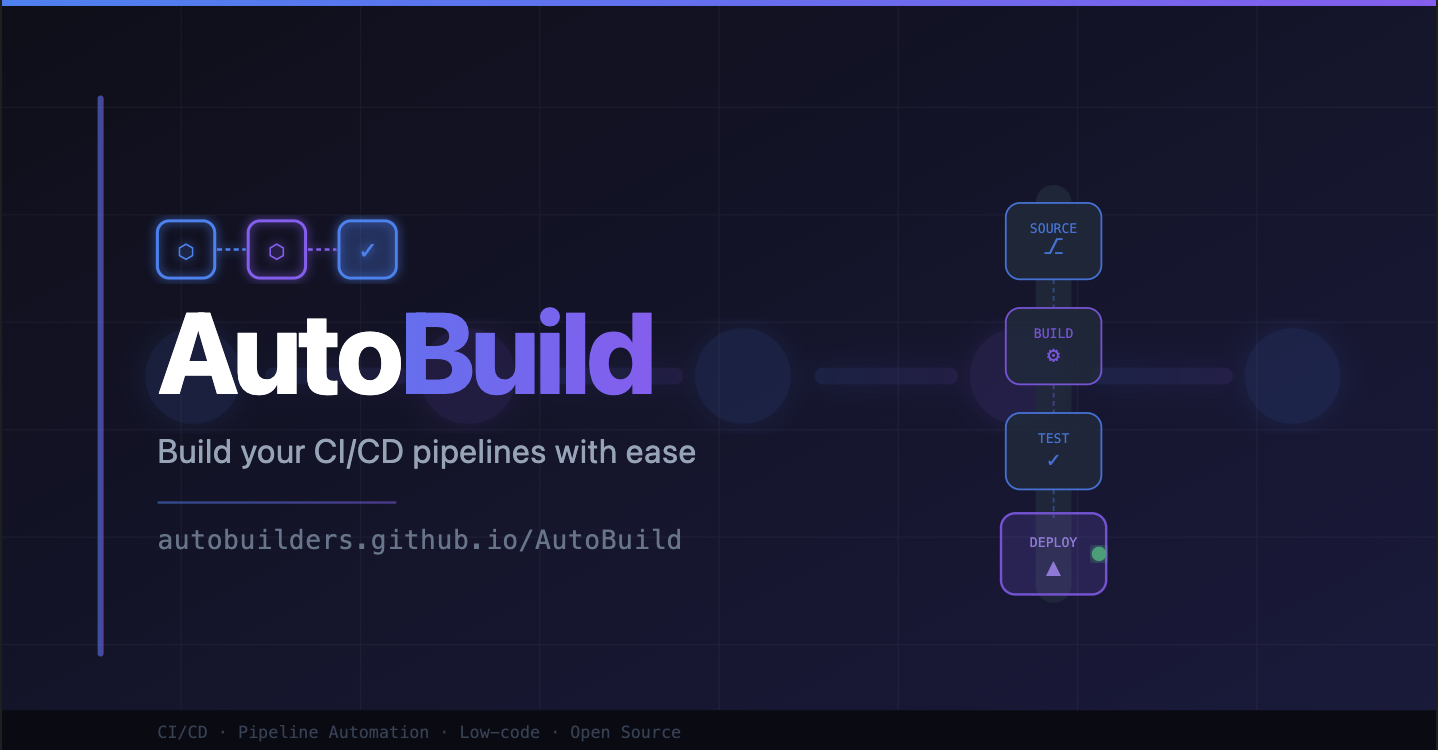 AutoBuild
Build your CI/CD pipelines with ease
autobuilders.github.io/AutoBuild
SOURCE
BUILD
TEST
DEPLOY
CI/CD · Pipeline Automation · Low-code · Open Source